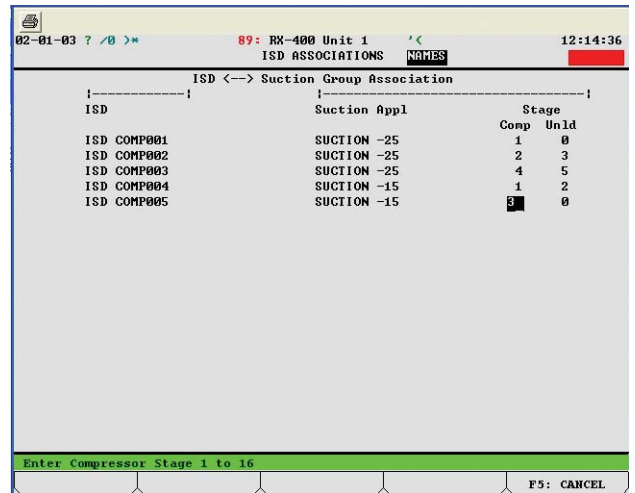 02-01-03 ? /0 >* 89: RX-400 Unit 1 '< 12:14:36
ISD ASSOCIATIONS NAMES
ISD <--> Suction Group Association
ISD Suction Appl Stage
Comp Unld
ISD COMP001 SUCTION -25 1 0
ISD COMP002 SUCTION -25 2 3
ISD COMP003 SUCTION -25 4 5
ISD COMP004 SUCTION -15 1 2
ISD COMP005 SUCTION -15 3 0
Enter Compressor Stage 1 to 16
F5: CANCEL